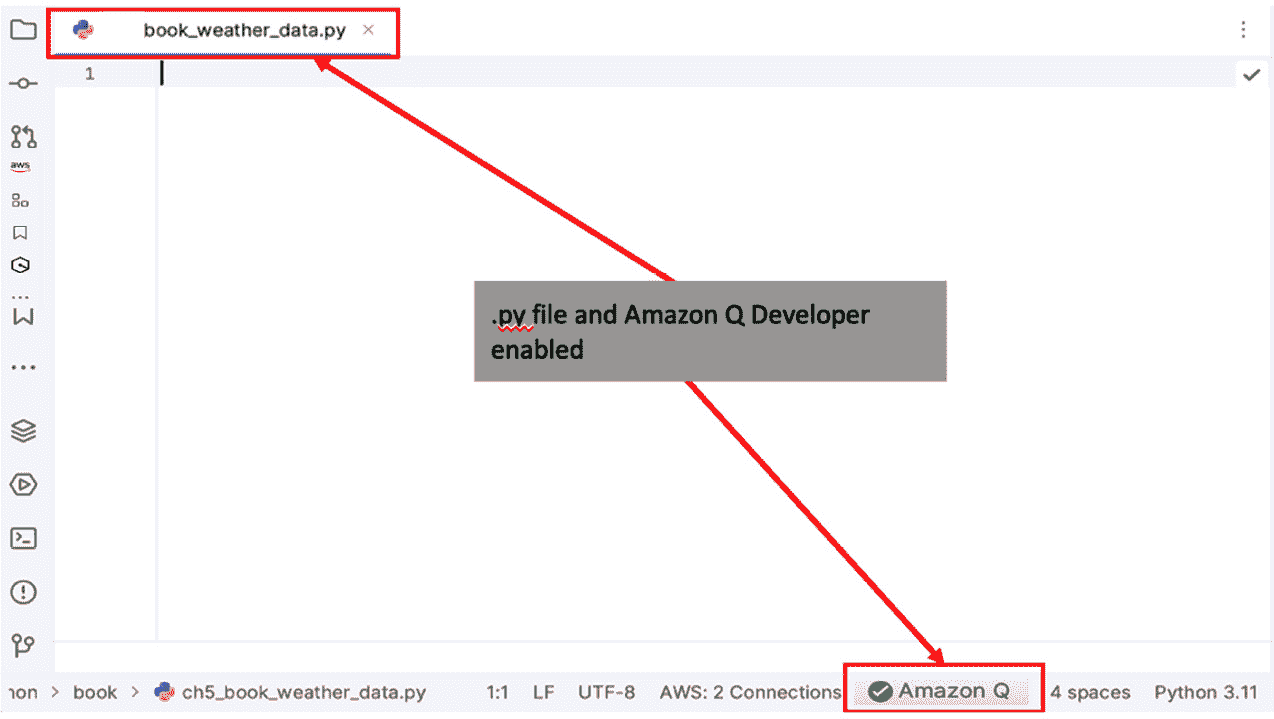 book_weather_data.py
1
aws
.py file and Amazon Q Developer
enabled
book ch5_book_weather_data.py 1:1 LF UTF-8 AWS: 2 Connections Amazon Q 4 spaces Python 3.11